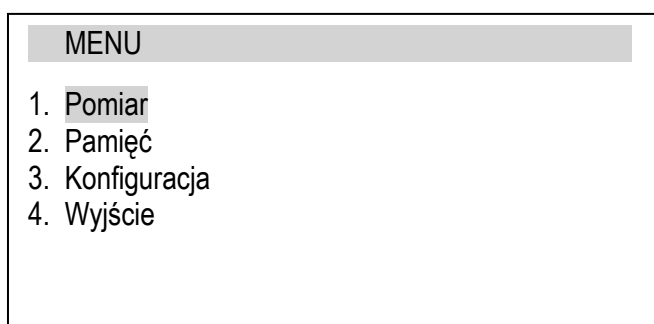 MENU
1. Pomiar
2. Pamięć
3. Konfiguracja
4. Wyjście